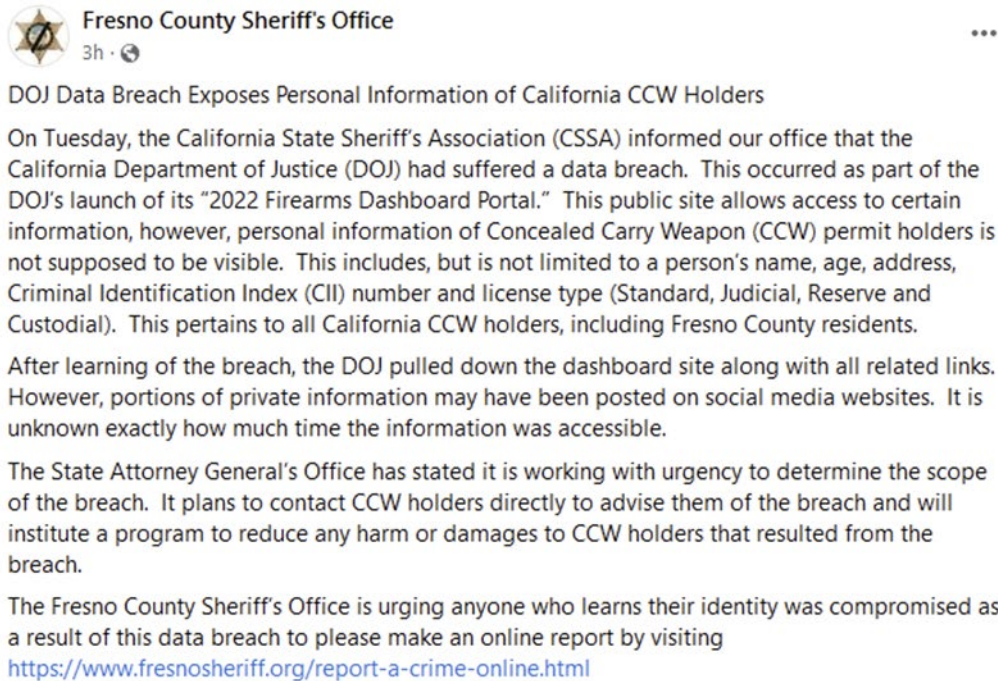 Fresno County Sheriff's Office
3h ·
DOJ Data Breach Exposes Personal Information of California CCW Holders
On Tuesday, the California State Sheriff's Association (CSSA) informed our office that the
California Department of Justice (DOJ) had suffered a data breach.  This occurred as part of the
DOJ's launch of its “2022 Firearms Dashboard Portal.”  This public site allows access to certain
information, however, personal information of Concealed Carry Weapon (CCW) permit holders is
not supposed to be visible.  This includes, but is not limited to a person's name, age, address,
Criminal Identification Index (CII) number and license type (Standard, Judicial, Reserve and
Custodial).  This pertains to all California CCW holders, including Fresno County residents.
After learning of the breach, the DOJ pulled down the dashboard site along with all related links.
However, portions of private information may have been posted on social media websites.  It is
unknown exactly how much time the information was accessible.
The State Attorney General's Office has stated it is working with urgency to determine the scope
of the breach.  It plans to contact CCW holders directly to advise them of the breach and will
institute a program to reduce any harm or damages to CCW holders that resulted from the
breach.
The Fresno County Sheriff's Office is urging anyone who learns their identity was compromised as
a result of this data breach to please make an online report by visiting
https://www.fresnosheriff.org/report-a-crime-online.html